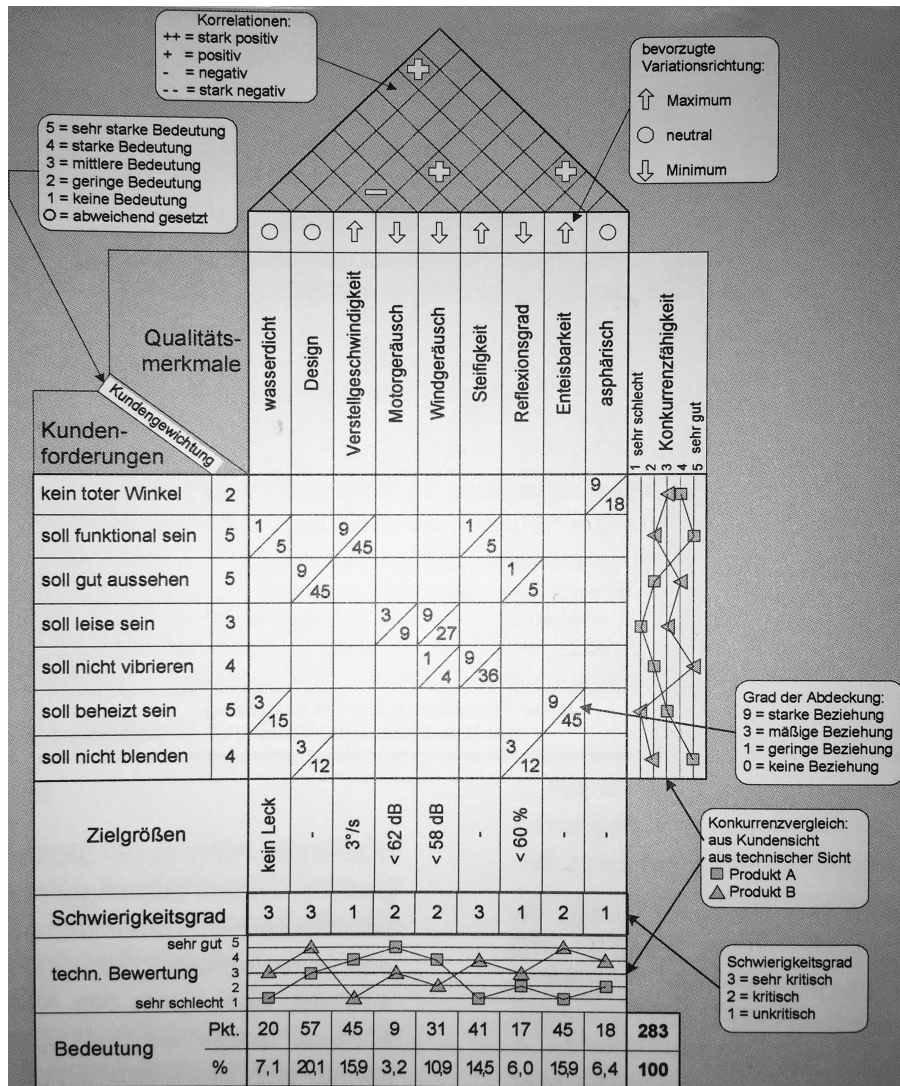 Korrelationen:
++ = stark positiv
+ = positiv
- = negativ
- - = stark negativ
bevorzugte
Variationsrichtung:
Maximum
neutral
Minimum
5 = sehr starke Bedeutung
4 = starke Bedeutung
3 = mittlere Bedeutung
2 = geringe Bedeutung
1 = keine Bedeutung
O = abweichend gesetzt
Qualitäts-
merkmale
Kundengewichtung
Kunden-
forderungen
wasserdicht
Design
Verstellgeschwindigkeit
Motorgeräusch
Windgeräusch
Steifigkeit
Reflexionsgrad
Enteisbarkeit
asphärisch
1 sehr schlecht
2
3 Konkurrenzfähigkeit
4
5 sehr gut
kein toter Winkel 2 9/18
soll funktional sein 5 1/5 9/45 1/5
soll gut aussehen 5 9/45 1/5
soll leise sein 3 3/9 9/27
soll nicht vibrieren 4 1/4 9/36
soll beheizt sein 5 3/15 9/45
soll nicht blenden 4 3/12 3/12
Grad der Abdeckung:
9 = starke Beziehung
3 = mäßige Beziehung
1 = geringe Beziehung
0 = keine Beziehung
Zielgrößen kein Leck - 3°/s < 62 dB < 58 dB - < 60 % - -
Konkurrenzvergleich:
aus Kundensicht
aus technischer Sicht
Produkt A
Produkt B
Schwierigkeitsgrad 3 3 1 2 2 3 1 2 1
techn. Bewertung
sehr gut 5
4
3
2
sehr schlecht 1
Schwierigkeitsgrad
3 = sehr kritisch
2 = kritisch
1 = unkritisch
Bedeutung
Pkt. 20 57 45 9 31 41 17 45 18 283
% 7,1 20,1 15,9 3,2 10,9 14,5 6,0 15,9 6,4 100